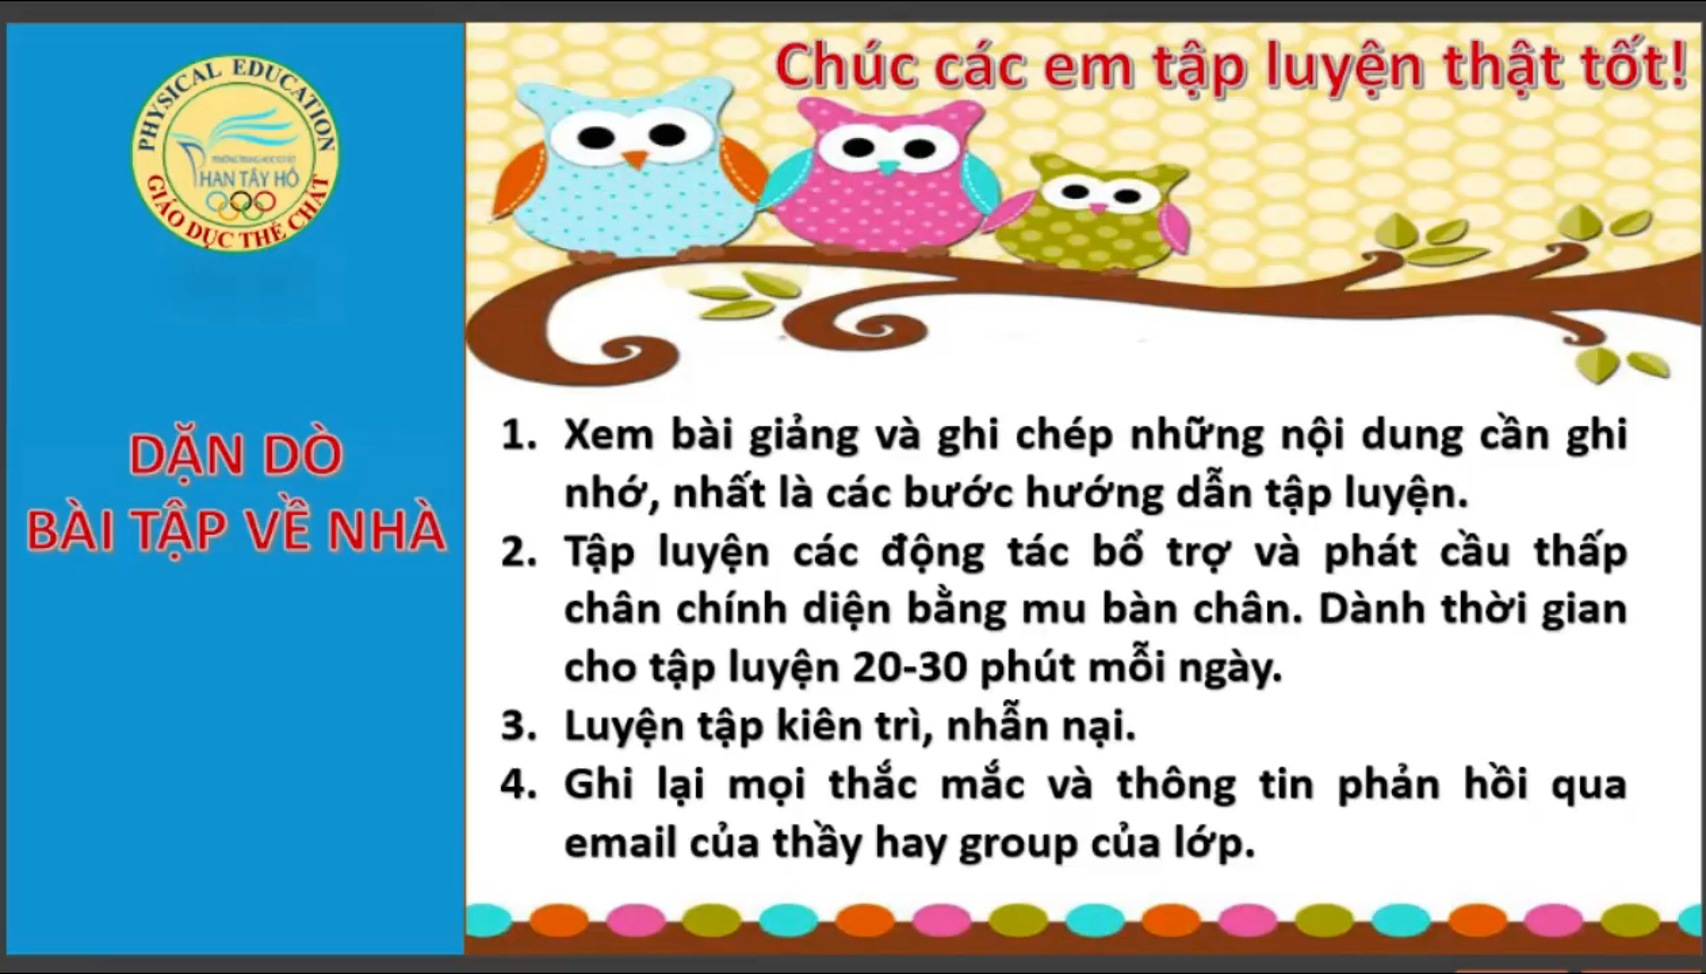 PHYSICAL EDUCATION
TRƯỜNG TRUNG HỌC CƠ SỞ
PHAN TÂY HỒ
GIÁO DỤC THỂ CHẤT
Chúc các em tập luyện thật tốt!
DẶN DÒ
BÀI TẬP VỀ NHÀ
1. Xem bài giảng và ghi chép những nội dung cần ghi
nhớ, nhất là các bước hướng dẫn tập luyện.
2. Tập luyện các động tác bổ trợ và phát cầu thấp
chân chính diện bằng mu bàn chân. Dành thời gian
cho tập luyện 20-30 phút mỗi ngày.
3. Luyện tập kiên trì, nhẫn nại.
4. Ghi lại mọi thắc mắc và thông tin phản hồi qua
email của thầy hay group của lớp.